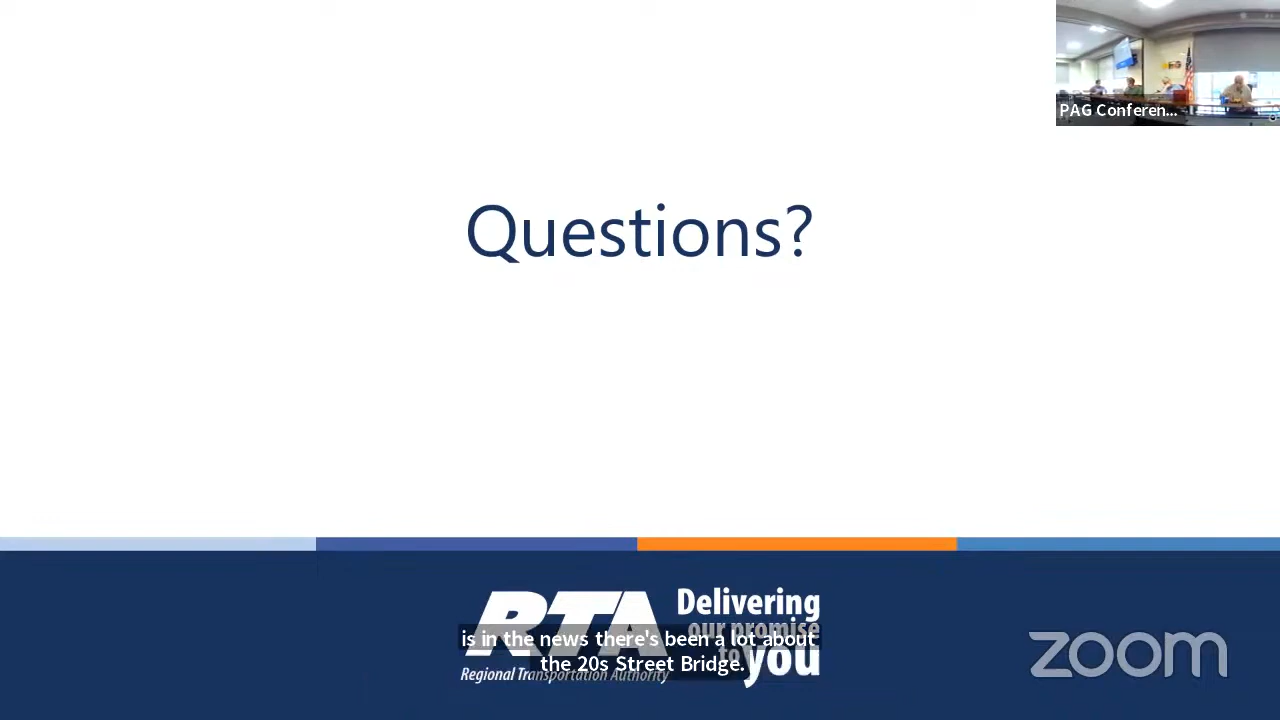 PAG Conferen...
Questions?
RTA
Regional Transportation Authority
Delivering
our promise
to you
is in the news there's been a lot about
the 20s Street Bridge.
zoom